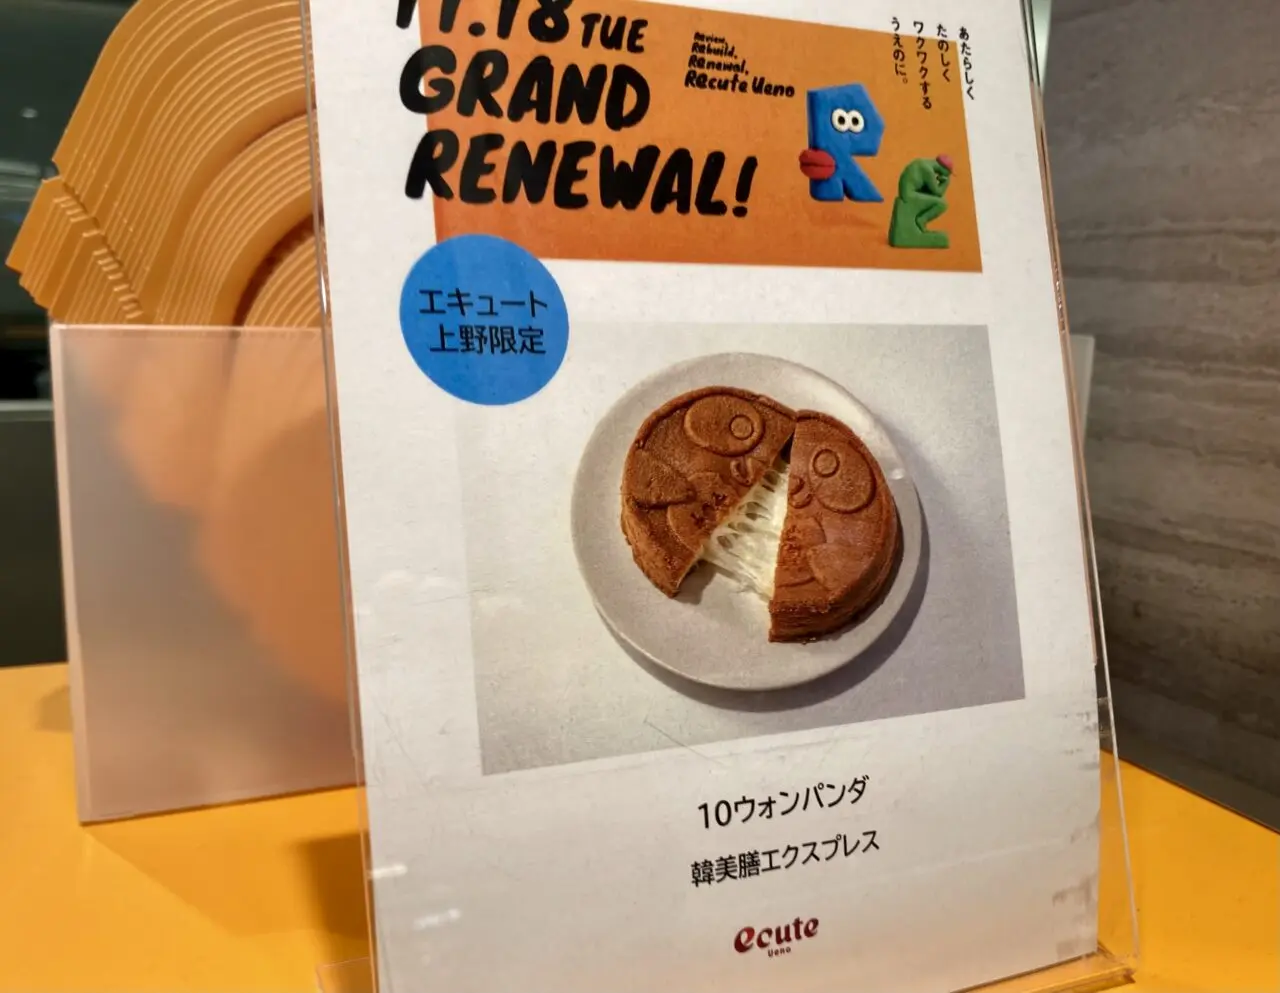 11.18 TUE
GRAND
RENEWAL!
Review,
Rebuild,
Renewal,
Recute Ueno
あたらしく
たのしく
ワクワクする
うえのに。
エキュート
上野限定
10ウォンパンダ
韓美膳エクスプレス
ecute
Ueno